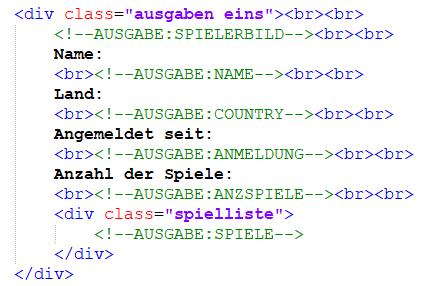 <div class="ausgaben eins"><br><br>
<!--AUSGABE:SPIELERBILD--><br><br>
Name:
<br><!--AUSGABE:NAME--><br><br>
Land:
<br><!--AUSGABE:COUNTRY--><br><br>
Angemeldet seit:
<br><!--AUSGABE:ANMELDUNG--><br><br>
Anzahl der Spiele:
<br><!--AUSGABE:ANZSPIELE--><br><br>
<div class="spielliste">
<!--AUSGABE:SPIELE-->
</div>
</div>